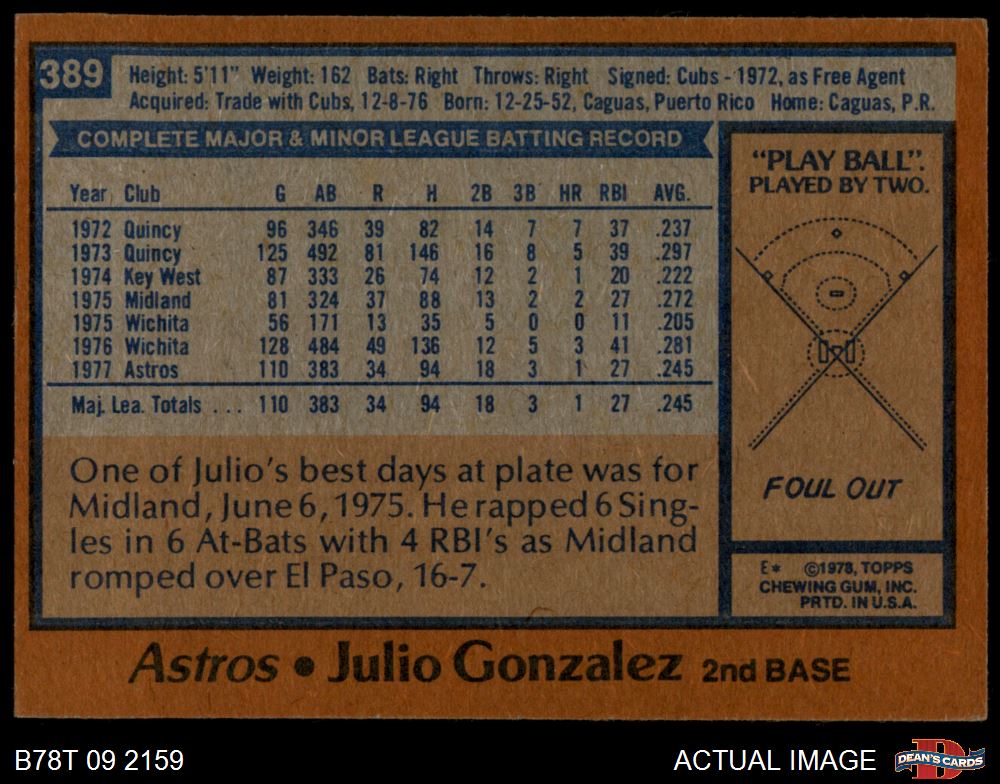 389
Height: 5'11" Weight: 162 Bats: Right Throws: Right Signed: Cubs - 1972, as Free Agent
Acquired: Trade with Cubs, 12-8-76 Born: 12-25-52, Caguas, Puerto Rico Home: Caguas, P.R.
COMPLETE MAJOR & MINOR LEAGUE BATTING RECORD
Year Club G AB R H 2B 3B HR RBI AVG.
1972 Quincy 96 346 39 82 14 7 7 37 .237
1973 Quincy 125 492 81 146 16 8 5 39 .297
1974 Key West 87 333 26 74 12 2 1 20 .222
1975 Midland 81 324 37 88 13 2 2 27 .272
1975 Wichita 56 171 13 35 5 0 0 11 .205
1976 Wichita 128 484 49 136 12 5 3 41 .281
1977 Astros 110 383 34 94 18 3 1 27 .245
Maj. Lea. Totals ... 110 383 34 94 18 3 1 27 .245
One of Julio's best days at plate was for
Midland, June 6, 1975. He rapped 6 Sing-
les in 6 At-Bats with 4 RBI's as Midland
romped over El Paso, 16-7.
"PLAY BALL".
PLAYED BY TWO.
FOUL OUT
E* ©1978, TOPPS
CHEWING GUM, INC.
PRTD. IN U.S.A.
Astros • Julio Gonzalez 2nd BASE
B78T 09 2159
ACTUAL IMAGE
DEAN'S CARDS